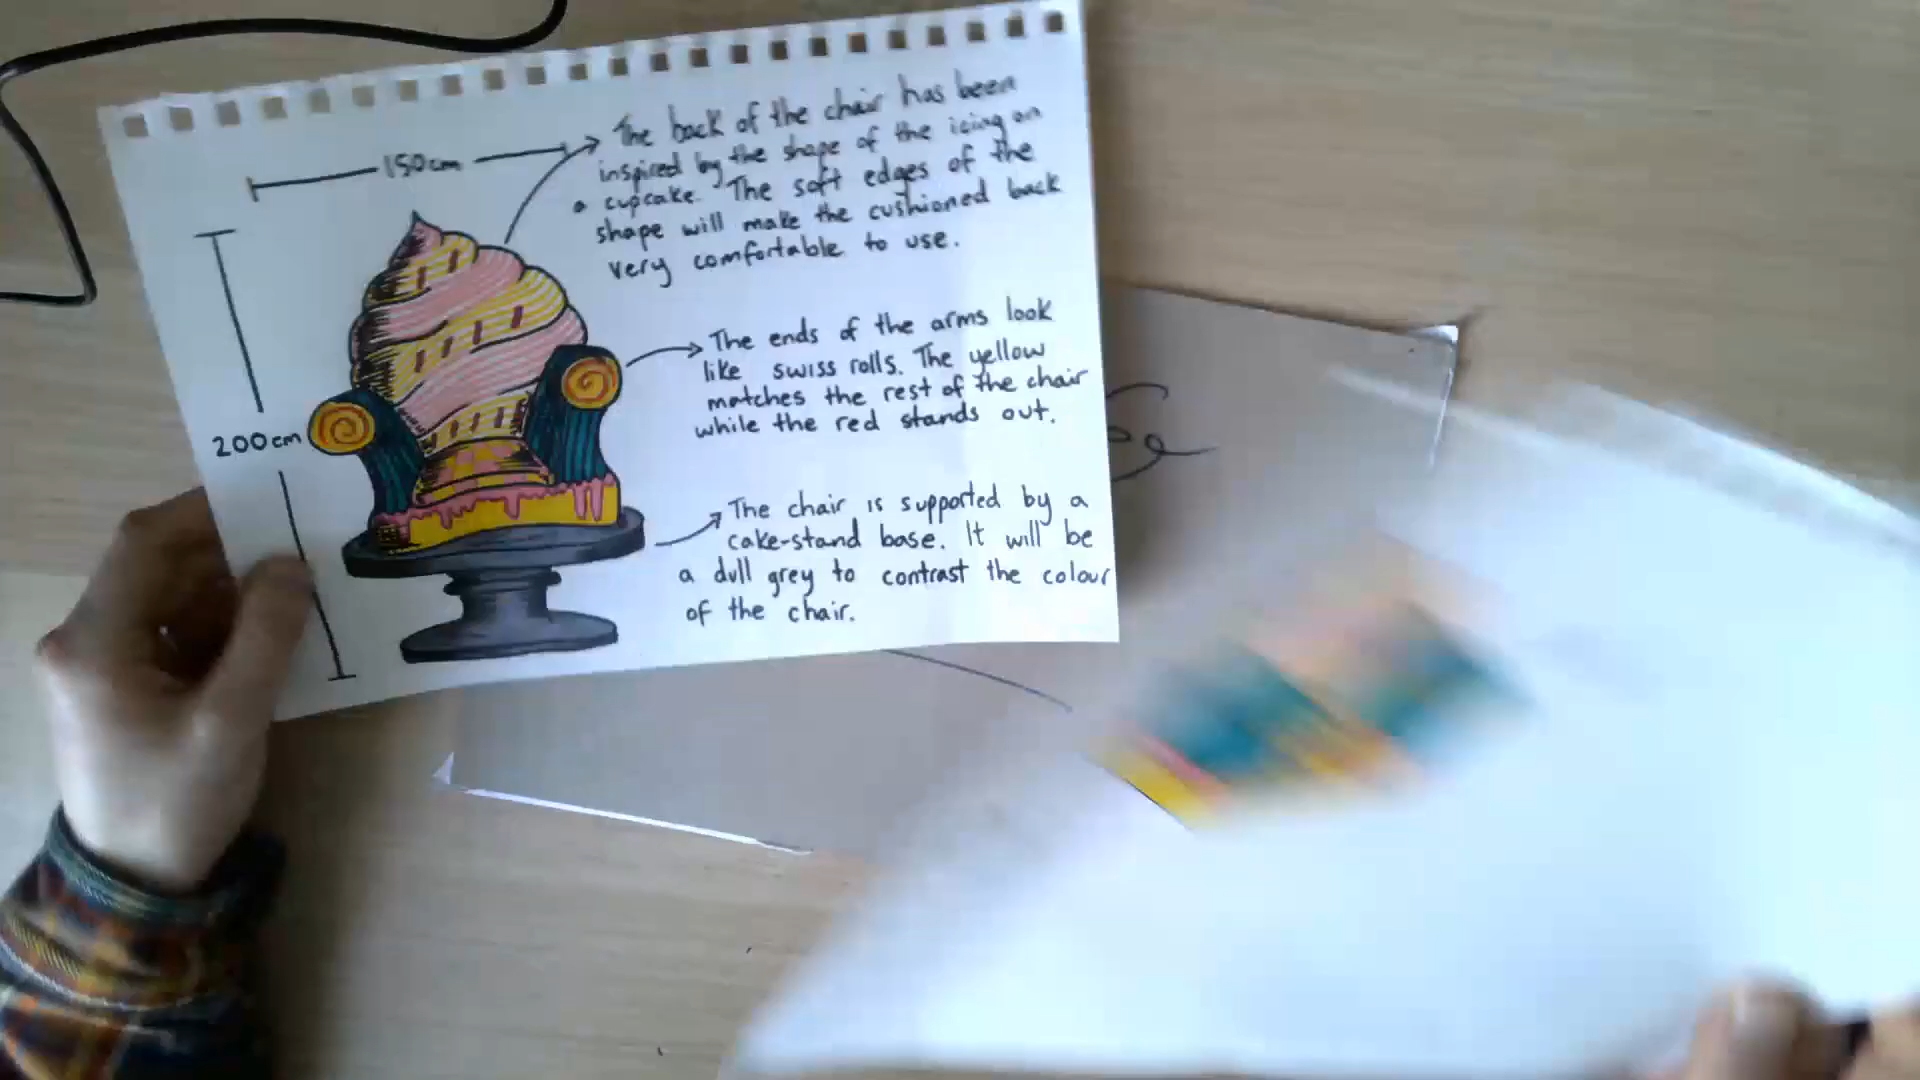 150cm
The back of the chair has been
inspired by the shape of the icing on
a cupcake. The soft edges of the
shape will make the cushioned back
very comfortable to use.
The ends of the arms look
like swiss rolls. The yellow
matches the rest of the chair
while the red stands out.
200cm
The chair is supported by a
cake-stand base. It will be
a dull grey to contrast the colour
of the chair.